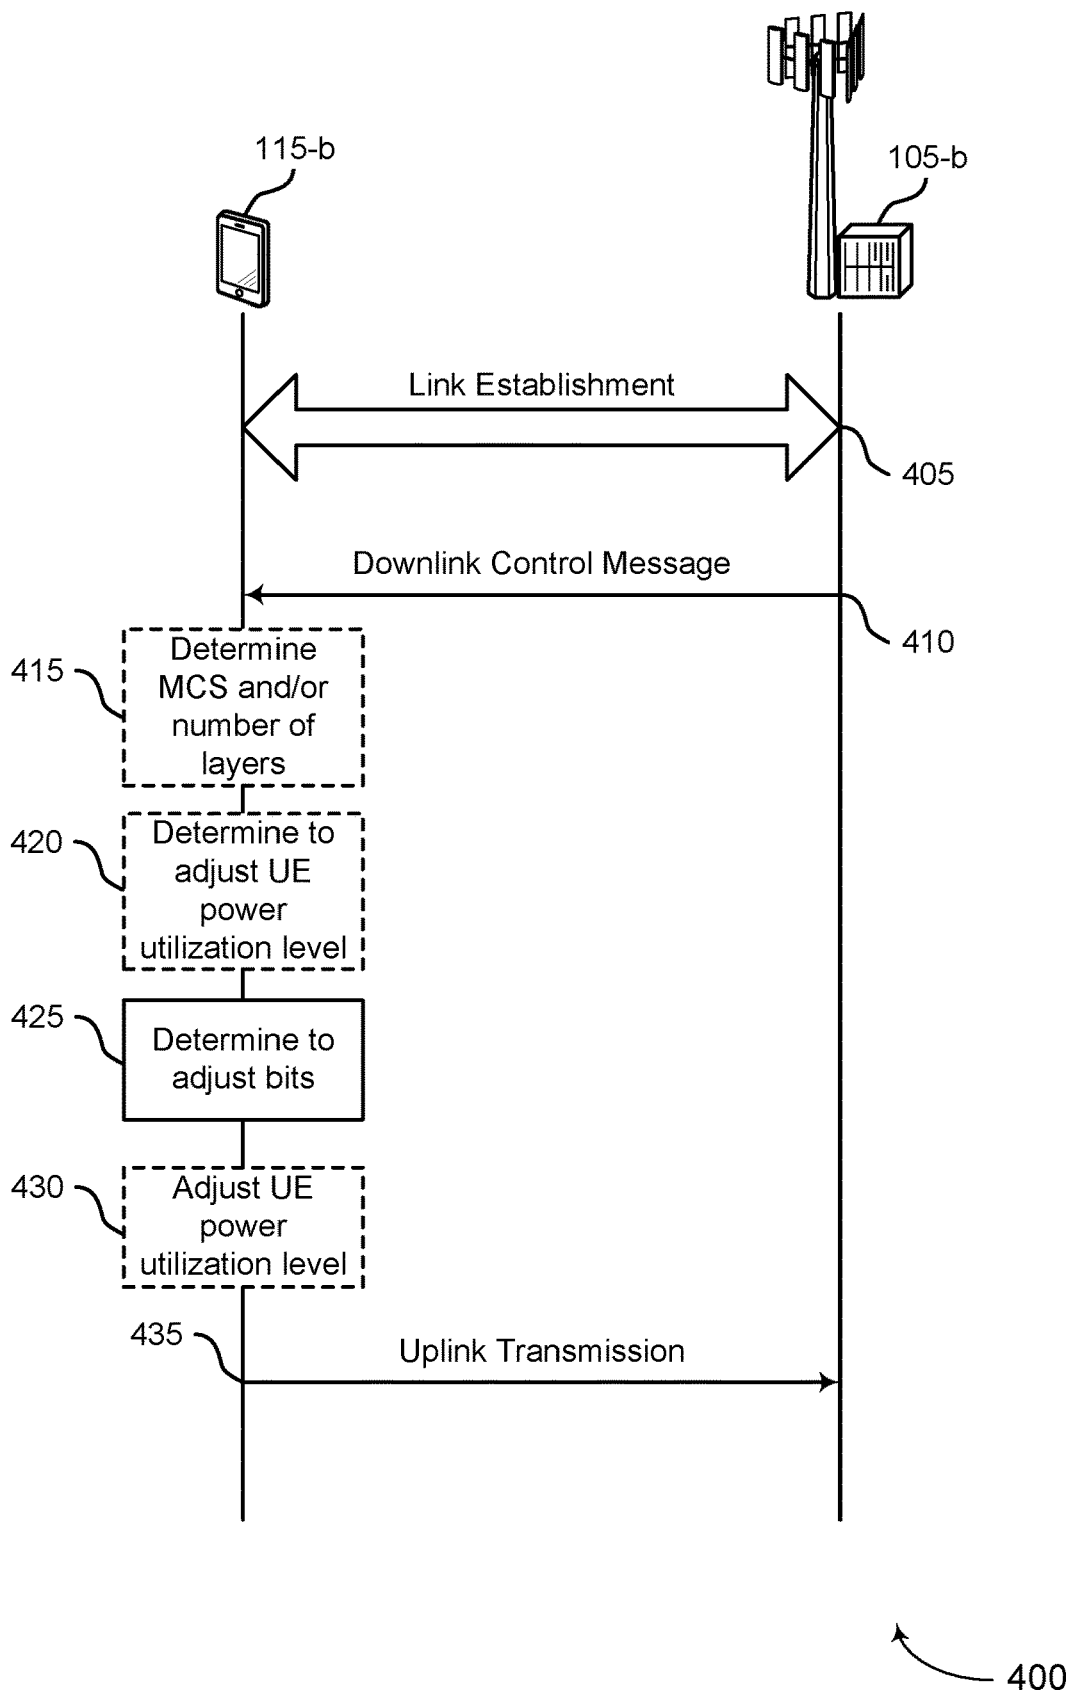 115-b
105-b
Link Establishment
405
Downlink Control Message
410
415
Determine
MCS and/or
number of
layers
420
Determine to
adjust UE
power
utilization level
425
Determine to
adjust bits
430
Adjust UE
power
utilization level
435
Uplink Transmission
400